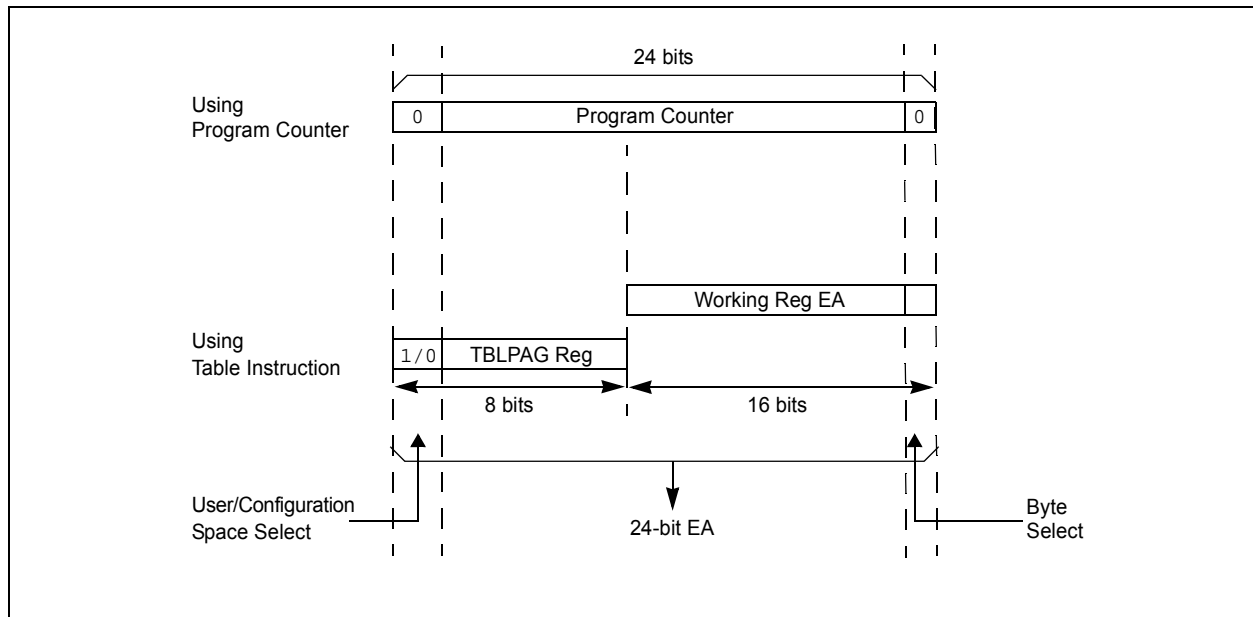 24 bits
Using
Program Counter
0
Program Counter
0
Working Reg EA
Using
Table Instruction
1/0
TBLPAG Reg
8 bits
16 bits
User/Configuration
Space Select
24-bit EA
Byte
Select